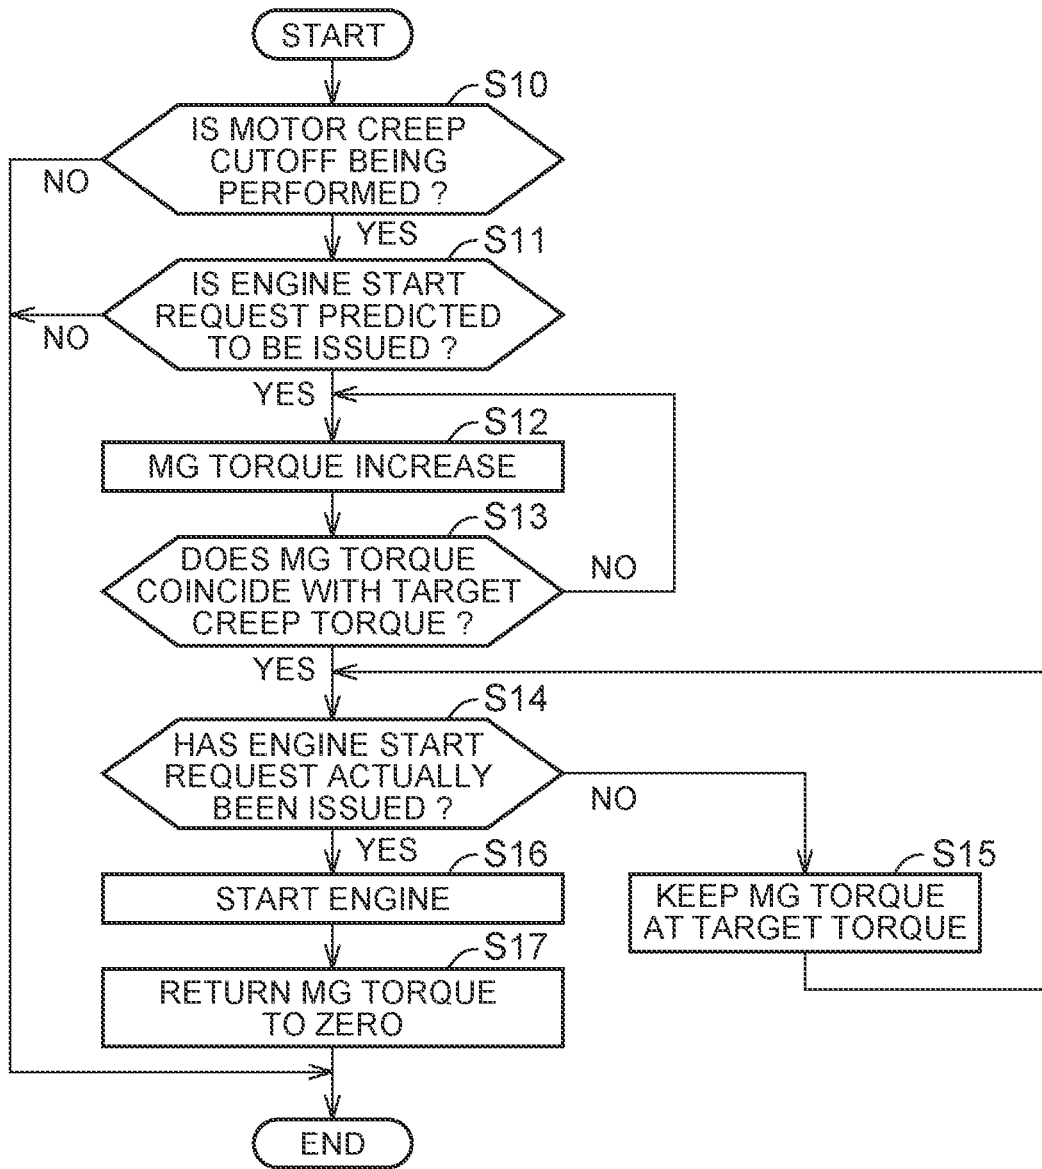 START
S10
IS MOTOR CREEP
CUTOFF BEING
PERFORMED ?
NO
YES
S11
IS ENGINE START
REQUEST PREDICTED
TO BE ISSUED ?
NO
YES
S12
MG TORQUE INCREASE
S13
DOES MG TORQUE
COINCIDE WITH TARGET
CREEP TORQUE ?
NO
YES
S14
HAS ENGINE START
REQUEST ACTUALLY
BEEN ISSUED ?
NO
YES
S15
KEEP MG TORQUE
AT TARGET TORQUE
S16
START ENGINE
S17
RETURN MG TORQUE
TO ZERO
END